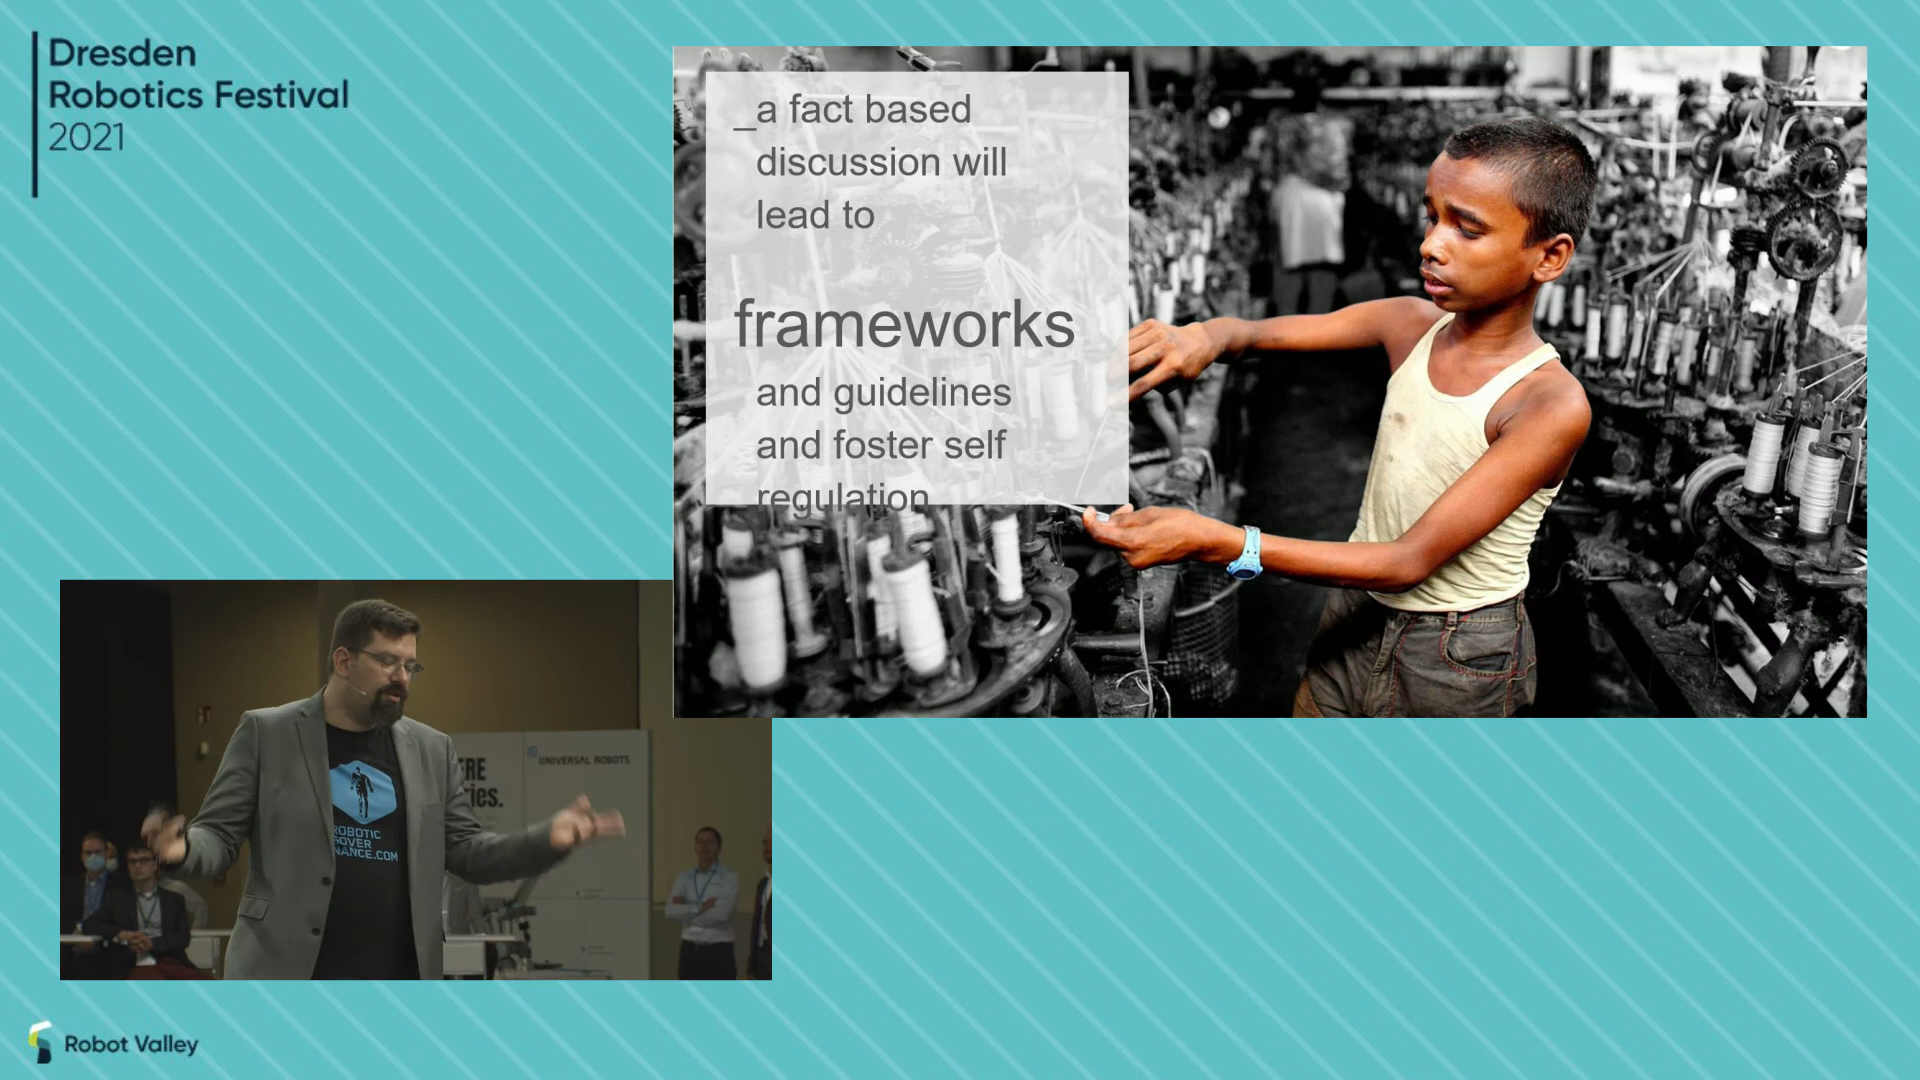 Dresden
Robotics Festival
2021
_a fact based
discussion will
lead to
frameworks
and guidelines
and foster self
regulation
UNIVERSAL ROBOTS
ROBOTIC
GOVER
NANCE.COM
Robot Valley